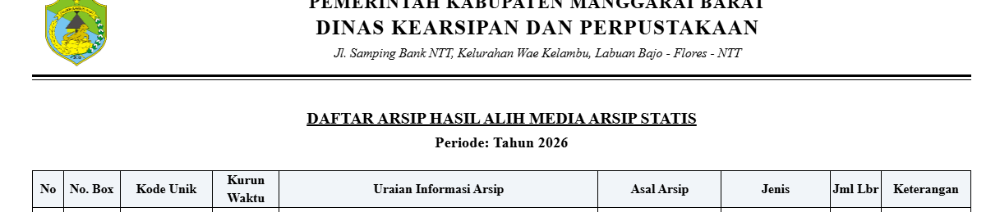 PEMERINTAH KABUPATEN MANGGARAI BARAT
DINAS KEARSIPAN DAN PERPUSTAKAAN
Jl. Samping Bank NTT, Kelurahan Wae Kelambu, Labuan Bajo - Flores - NTT
DAFTAR ARSIP HASIL ALIH MEDIA ARSIP STATIS
Periode: Tahun 2026
No No. Box Kode Unik Kurun Waktu Uraian Informasi Arsip Asal Arsip Jenis Jml Lbr Keterangan